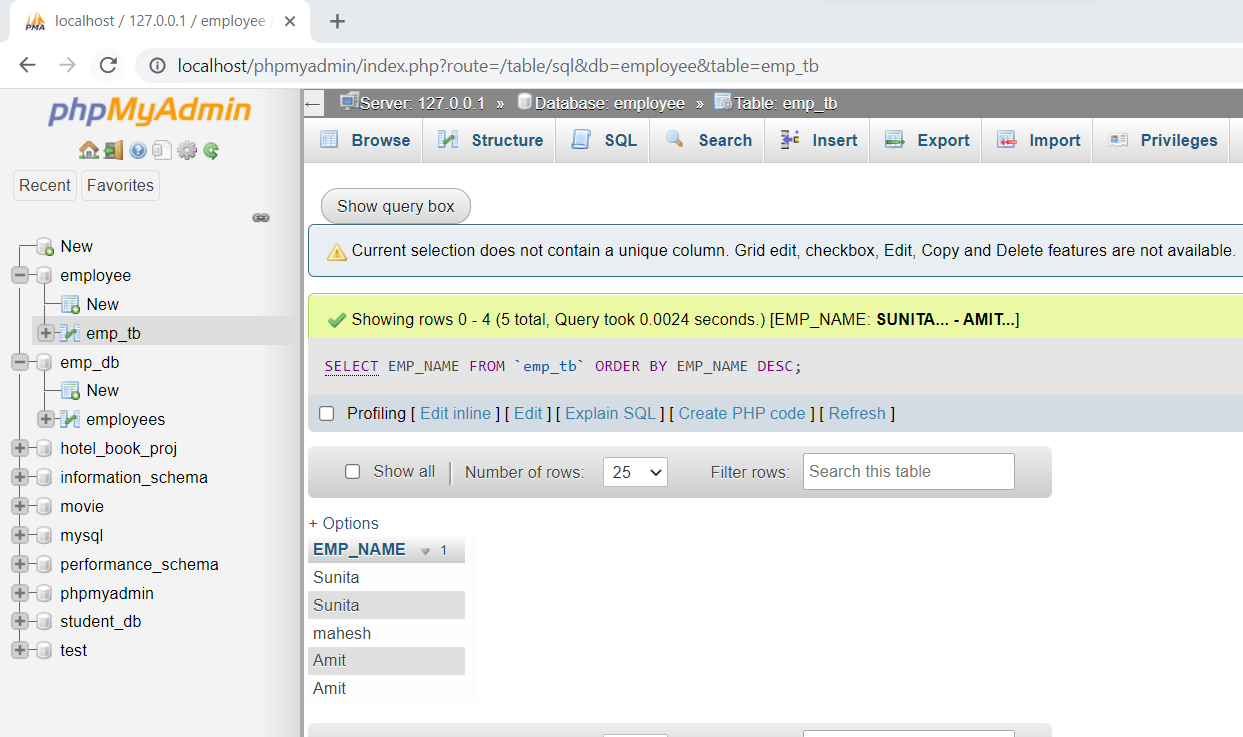 localhost / 127.0.0.1 / employee /
localhost/phpmyadmin/index.php?route=/table/sql&db=employee&table=emp_tb
phpMyAdmin
Recent Favorites
New
employee
New
emp_tb
emp_db
New
employees
hotel_book_proj
information_schema
movie
mysql
performance_schema
phpmyadmin
student_db
test
Server: 127.0.0.1 » Database: employee » Table: emp_tb
Browse Structure SQL Search Insert Export Import Privileges
Show query box
Current selection does not contain a unique column. Grid edit, checkbox, Edit, Copy and Delete features are not available.
Showing rows 0 - 4 (5 total, Query took 0.0024 seconds.) [EMP_NAME: SUNITA... - AMIT...]
SELECT EMP_NAME FROM `emp_tb` ORDER BY EMP_NAME DESC;
Profiling [ Edit inline ] [ Edit ] [ Explain SQL ] [ Create PHP code ] [ Refresh ]
Show all | Number of rows: 25 Filter rows: Search this table
+ Options
EMP_NAME 1
Sunita
Sunita
mahesh
Amit
Amit